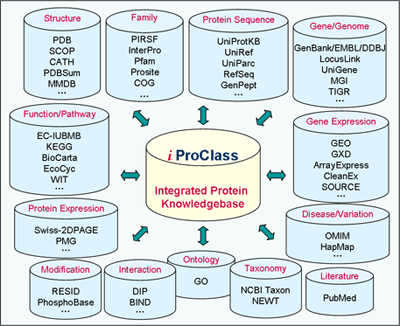 Structure
PDB
SCOP
CATH
PDBSum
MMDB
...
Family
PIRSF
InterPro
Pfam
Prosite
COG
...
Protein Sequence
UniProtKB
UniRef
UniParc
RefSeq
GenPept
...
Gene/Genome
GenBank/EMBL/DDBJ
LocusLink
UniGene
MGI
TIGR
...
Function/Pathway
EC-IUBMB
KEGG
BioCarta
EcoCyc
WIT
...
i ProClass
Integrated Protein
Knowledgebase
Gene Expression
GEO
GXD
ArrayExpress
CleanEx
SOURCE
...
Protein Expression
Swiss-2DPAGE
PMG
...
Disease/Variation
OMIM
HapMap
...
Modification
RESID
PhosphoBase
...
Interaction
DIP
BIND
...
Ontology
GO
Taxonomy
NCBI Taxon
NEWT
...
Literature
PubMed